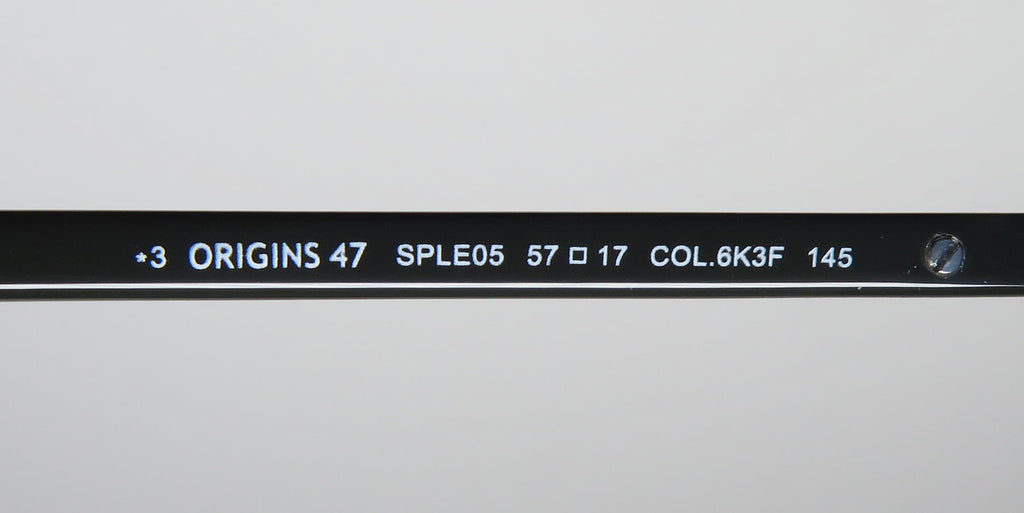 *3 ORIGINS 47 SPLE05 57 □ 17 COL.6K3F 145